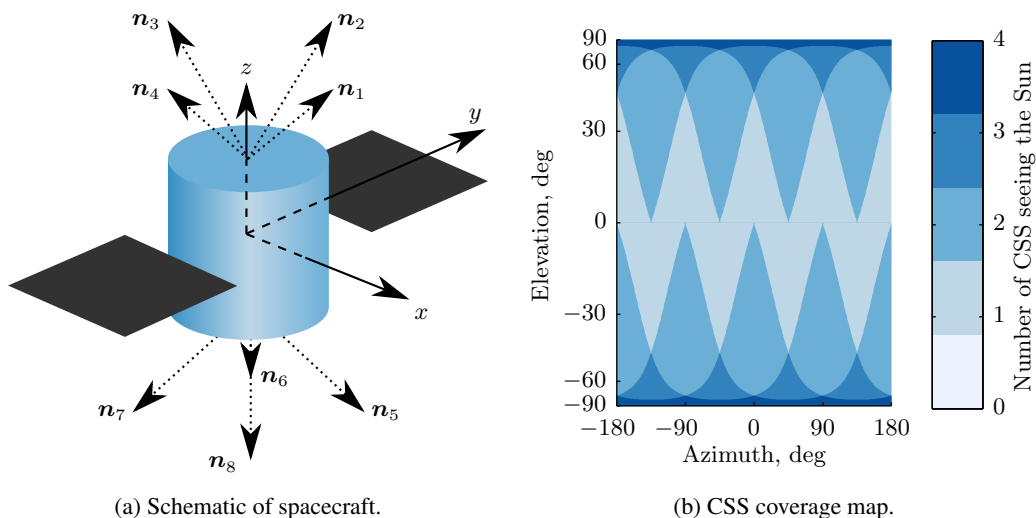 n3
n2
z
n4
n1
y
x
n6
n7
n5
n8
(a) Schematic of spacecraft.
90
60
30
0
−30
−60
−90
Elevation, deg
−180
−90
0
90
180
Azimuth, deg
4
3
2
1
0
Number of CSS seeing the Sun
(b) CSS coverage map.